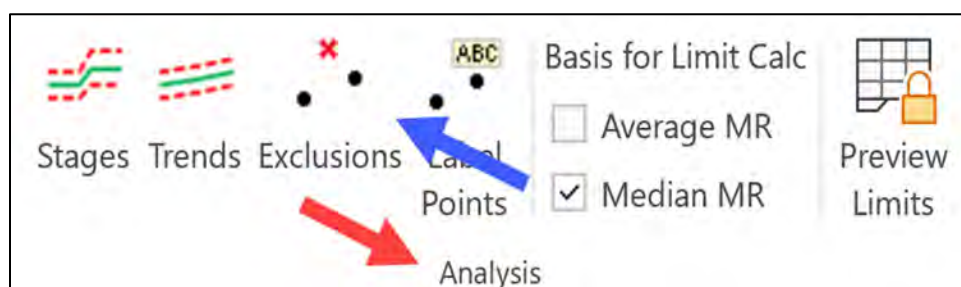 ABC
Basis for Limit Calc
Average MR
Median MR
Stages
Trends
Exclusions
Label
Points
Preview
Limits
Analysis